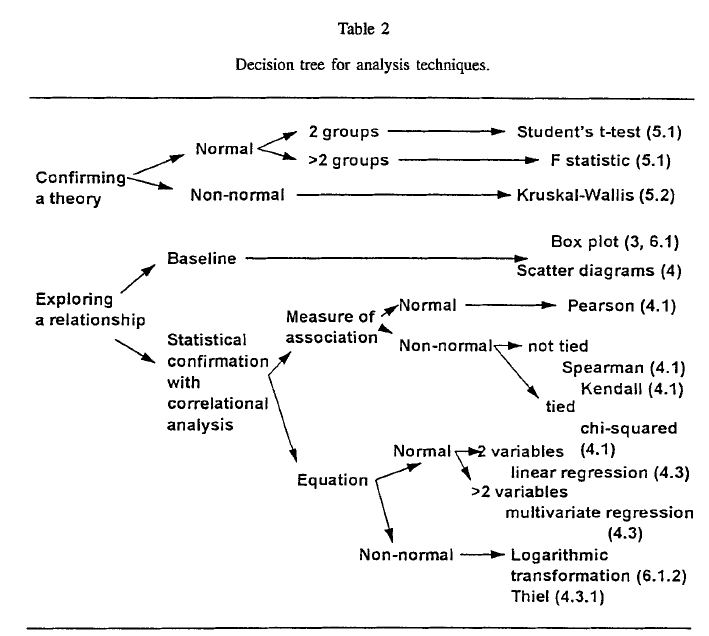 Table 2
Decision tree for analysis techniques.
2 groups
Student's t-test (5.1)
Normal
>2 groups
F statistic (5.1)
Confirming
a theory
Non-normal
Kruskal-Wallis (5.2)
Box plot (3, 6.1)
Baseline
Scatter diagrams (4)
Exploring
a relationship
Measure of
association
Normal
Pearson (4.1)
Statistical
confirmation
with
correlational
analysis
Non-normal
not tied
Spearman (4.1)
Kendall (4.1)
tied
chi-squared
(4.1)
Equation
Normal
2 variables
linear regression (4.3)
>2 variables
multivariate regression
(4.3)
Non-normal
Logarithmic
transformation (6.1.2)
Thiel (4.3.1)